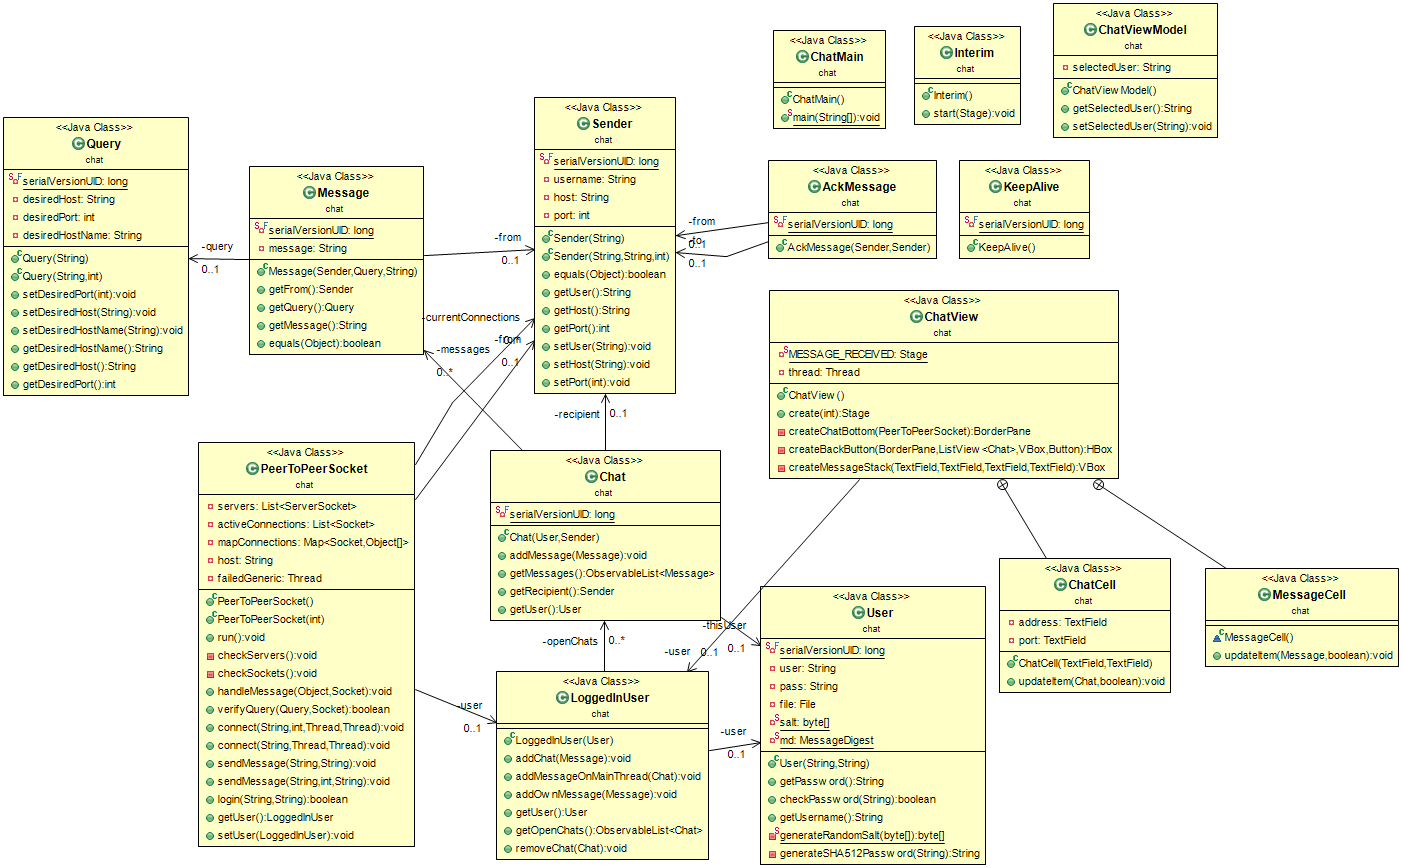 <<Java Class>>
Query
chat
serialVersionUID: long
desiredHost: String
desiredPort: int
desiredHostName: String
Query(String)
Query(String,int)
setDesiredPort(int):void
setDesiredHost(String):void
setDesiredHostName(String):void
getDesiredHostName():String
getDesiredHost():String
getDesiredPort():int
-query
0..1
<<Java Class>>
Message
chat
serialVersionUID: long
message: String
Message(Sender,Query,String)
getFrom():Sender
getQuery():Query
getMessage():String
equals(Object):boolean
-from
0..1
<<Java Class>>
Sender
chat
serialVersionUID: long
username: String
host: String
port: int
Sender(String)
Sender(String,String,int)
equals(Object):boolean
getUser():String
getHost():String
getPort():int
setUser(String):void
setHost(String):void
setPort(int):void
<<Java Class>>
ChatMain
chat
ChatMain()
main(String[]):void
<<Java Class>>
Interim
chat
Interim()
start(Stage):void
<<Java Class>>
ChatViewModel
chat
selectedUser: String
ChatViewModel()
getSelectedUser():String
setSelectedUser(String):void
<<Java Class>>
AckMessage
chat
serialVersionUID: long
AckMessage(Sender,Sender)
-from
0..1
-to
0..1
<<Java Class>>
KeepAlive
chat
serialVersionUID: long
KeepAlive()
<<Java Class>>
ChatView
chat
MESSAGE_RECEIVED: Stage
thread: Thread
ChatView()
create(int):Stage
createChatBottom(PeerToPeerSocket):BorderPane
createBackButton(BorderPane,ListView<Chat>,VBox,Button):HBox
createMessageStack(TextField,TextField,TextField,TextField):VBox
-currentConnections
0..*
-from
0..1
-messages
0..*
-recipient
0..1
<<Java Class>>
PeerToPeerSocket
chat
servers: List<ServerSocket>
activeConnections: List<Socket>
mapConnections: Map<Socket,Object[]>
host: String
failedGeneric: Thread
PeerToPeerSocket()
PeerToPeerSocket(int)
run():void
checkServers():void
checkSockets():void
handleMessage(Object,Socket):void
verifyQuery(Query,Socket):boolean
connect(String,int,Thread,Thread):void
connect(String,Thread,Thread):void
sendMessage(String,String):void
sendMessage(String,int,String):void
login(String,String):boolean
getUser():LoggedInUser
setUser(LoggedInUser):void
<<Java Class>>
Chat
chat
serialVersionUID: long
Chat(User,Sender)
addMessage(Message):void
getMessages():ObservableList<Message>
getRecipient():Sender
getUser():User
-openChats
0..*
-thisUser
0..1
-user
0..1
-user
0..1
<<Java Class>>
LoggedInUser
chat
LoggedInUser(User)
addChat(Message):void
addMessageOnMainThread(Chat):void
addOwnMessage(Message):void
getUser():User
getOpenChats():ObservableList<Chat>
removeChat(Chat):void
-user
0..1
<<Java Class>>
User
chat
serialVersionUID: long
user: String
pass: String
file: File
salt: byte[]
md: MessageDigest
User(String,String)
getPassword():String
checkPassword(String):boolean
getUsername():String
generateRandomSalt(byte[]):byte[]
generateSHA512Password(String):String
<<Java Class>>
ChatCell
chat
address: TextField
port: TextField
ChatCell(TextField,TextField)
updateItem(Chat,boolean):void
<<Java Class>>
MessageCell
chat
MessageCell()
updateItem(Message,boolean):void